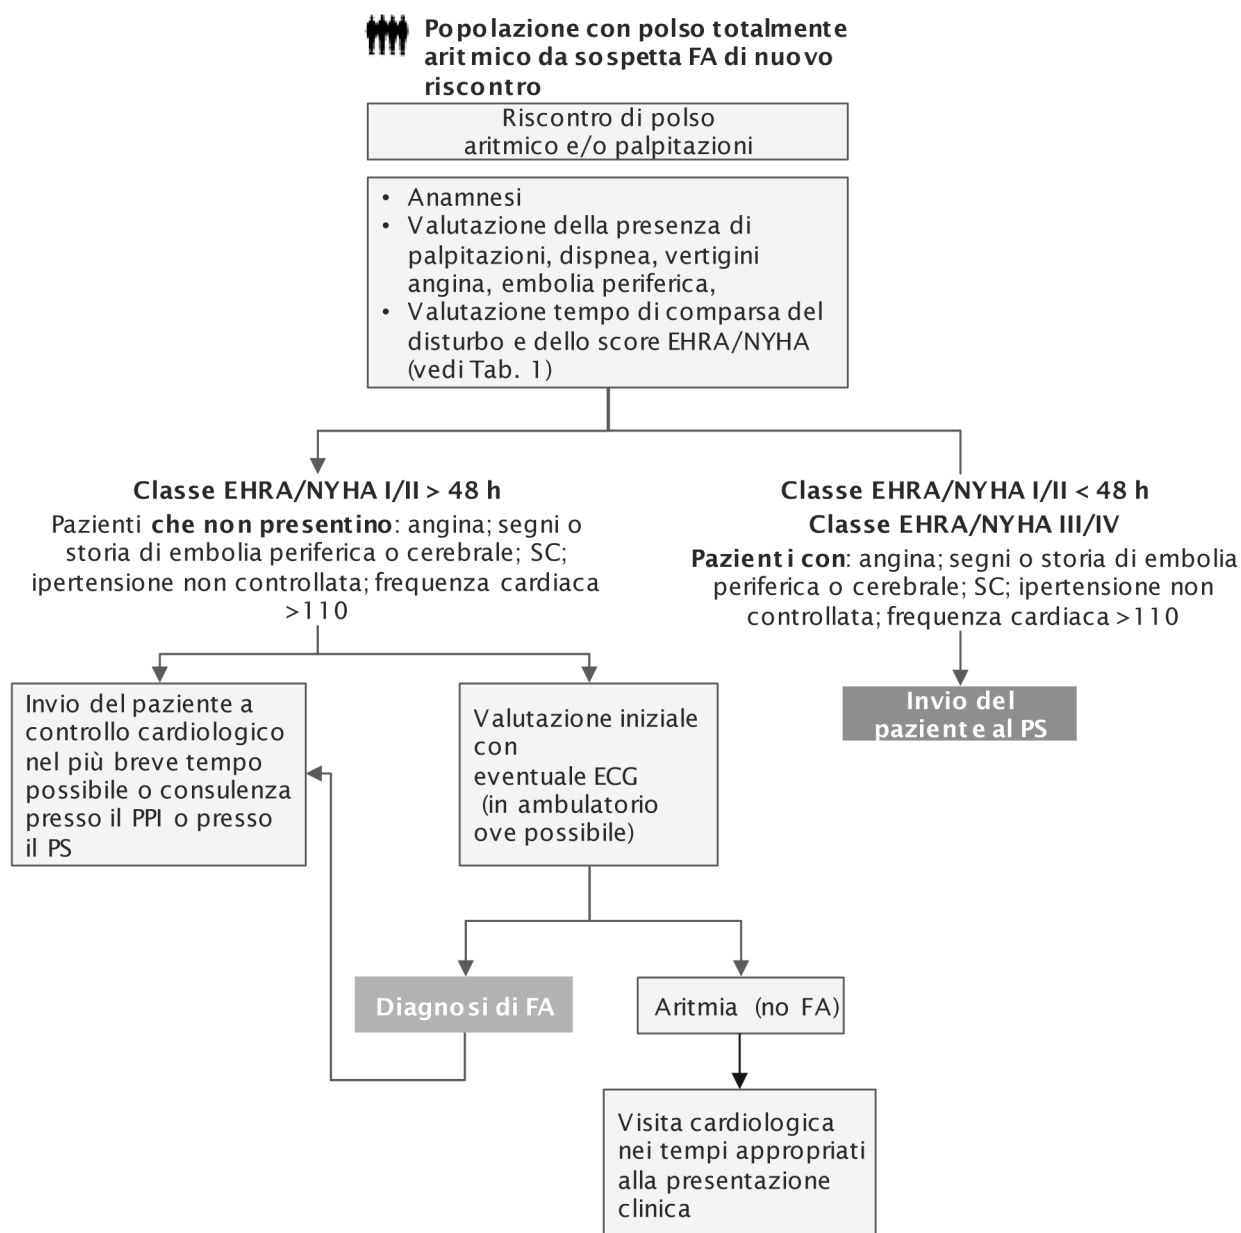 Popolazione con polso totalmente
aritmico da sospetta FA di nuovo
riscontro
Riscontro di polso
aritmico e/o palpitazioni
• Anamnesi
• Valutazione della presenza di
palpitazioni, dispnea, vertigini
angina, embolia periferica,
• Valutazione tempo di comparsa del
disturbo e dello score EHRA/NYHA
(vedi Tab. 1)
Classe EHRA/NYHA I/II > 48 h
Pazienti che non presentino: angina; segni o
storia di embolia periferica o cerebrale; SC;
ipertensione non controllata; frequenza cardiaca
>110
Classe EHRA/NYHA I/II < 48 h
Classe EHRA/NYHA III/IV
Pazienti con: angina; segni o storia di embolia
periferica o cerebrale; SC; ipertensione non
controllata; frequenza cardiaca >110
Invio del paziente a
controllo cardiologico
nel più breve tempo
possibile o consulenza
presso il PPI o presso
il PS
Valutazione iniziale
con
eventuale ECG
(in ambulatorio
ove possibile)
Invio del
paziente al PS
Diagnosi di FA
Aritmia (no FA)
Visita cardiologica
nei tempi appropriati
alla presentazione
clinica